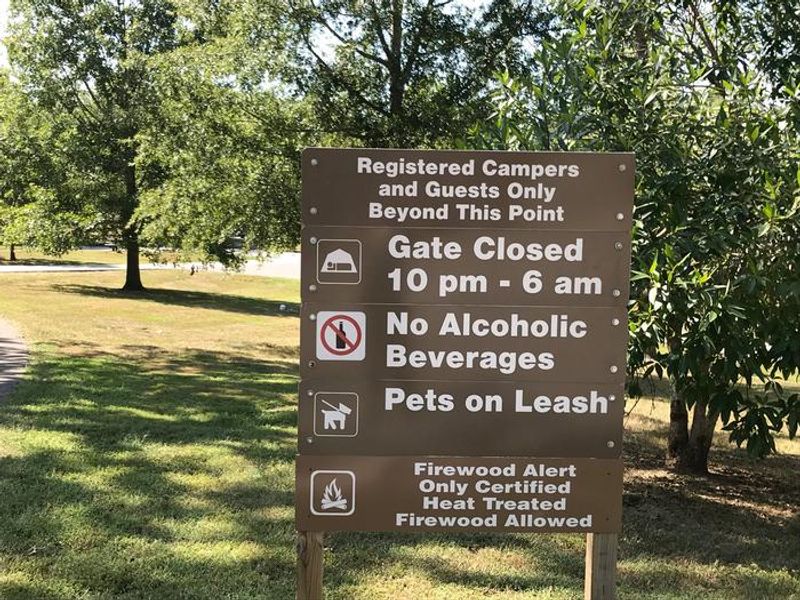 Registered Campers
and Guests Only
Beyond This Point
Gate Closed
10 pm - 6 am
No Alcoholic
Beverages
Pets on Leash
Firewood Alert
Only Certified
Heat Treated
Firewood Allowed